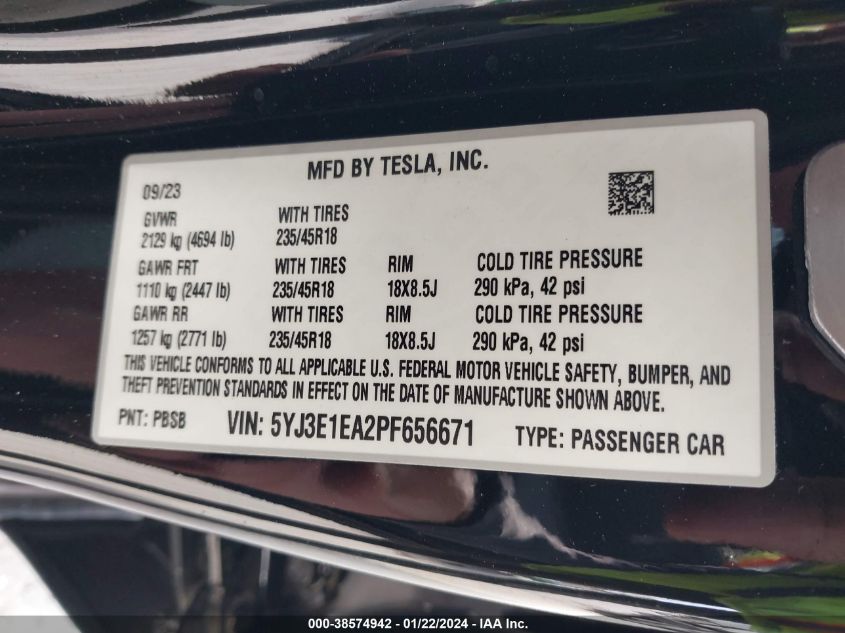 MFD BY TESLA, INC.
09/23
GVWR WITH TIRES
2129 kg (4694 lb) 235/45R18
GAWR FRT WITH TIRES RIM COLD TIRE PRESSURE
1110 kg (2447 lb) 235/45R18 18X8.5J 290 kPa, 42 psi
GAWR RR WITH TIRES RIM COLD TIRE PRESSURE
1257 kg (2771 lb) 235/45R18 18X8.5J 290 kPa, 42 psi
THIS VEHICLE CONFORMS TO ALL APPLICABLE U.S. FEDERAL MOTOR VEHICLE SAFETY, BUMPER, AND
THEFT PREVENTION STANDARDS IN EFFECT ON THE DATE OF MANUFACTURE SHOWN ABOVE.
PNT: PBSB VIN: 5YJ3E1EA2PF656671 TYPE: PASSENGER CAR
000-38574942 - 01/22/2024 - IAA Inc.